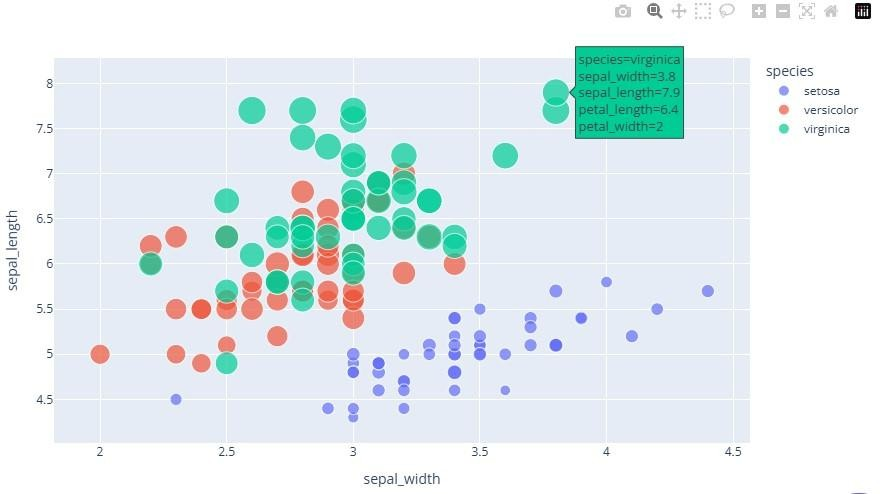 species=virginica
sepal_width=3.8
sepal_length=7.9
petal_length=6.4
petal_width=2
species
setosa
versicolor
virginica
8
7.5
7
6.5
6
5.5
5
4.5
sepal_length
2
2.5
3
3.5
4
4.5
sepal_width